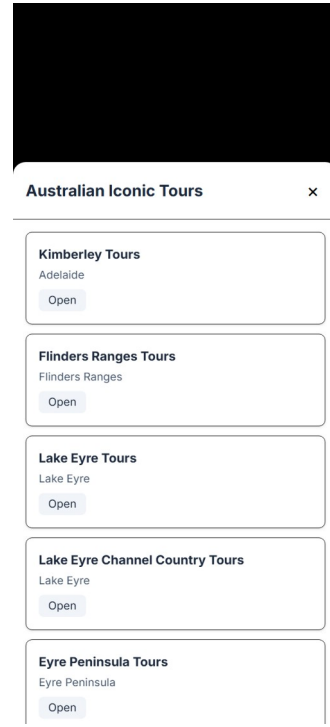 Australian Iconic Tours ×
Kimberley Tours
Adelaide
Open
Flinders Ranges Tours
Flinders Ranges
Open
Lake Eyre Tours
Lake Eyre
Open
Lake Eyre Channel Country Tours
Lake Eyre
Open
Eyre Peninsula Tours
Eyre Peninsula
Open